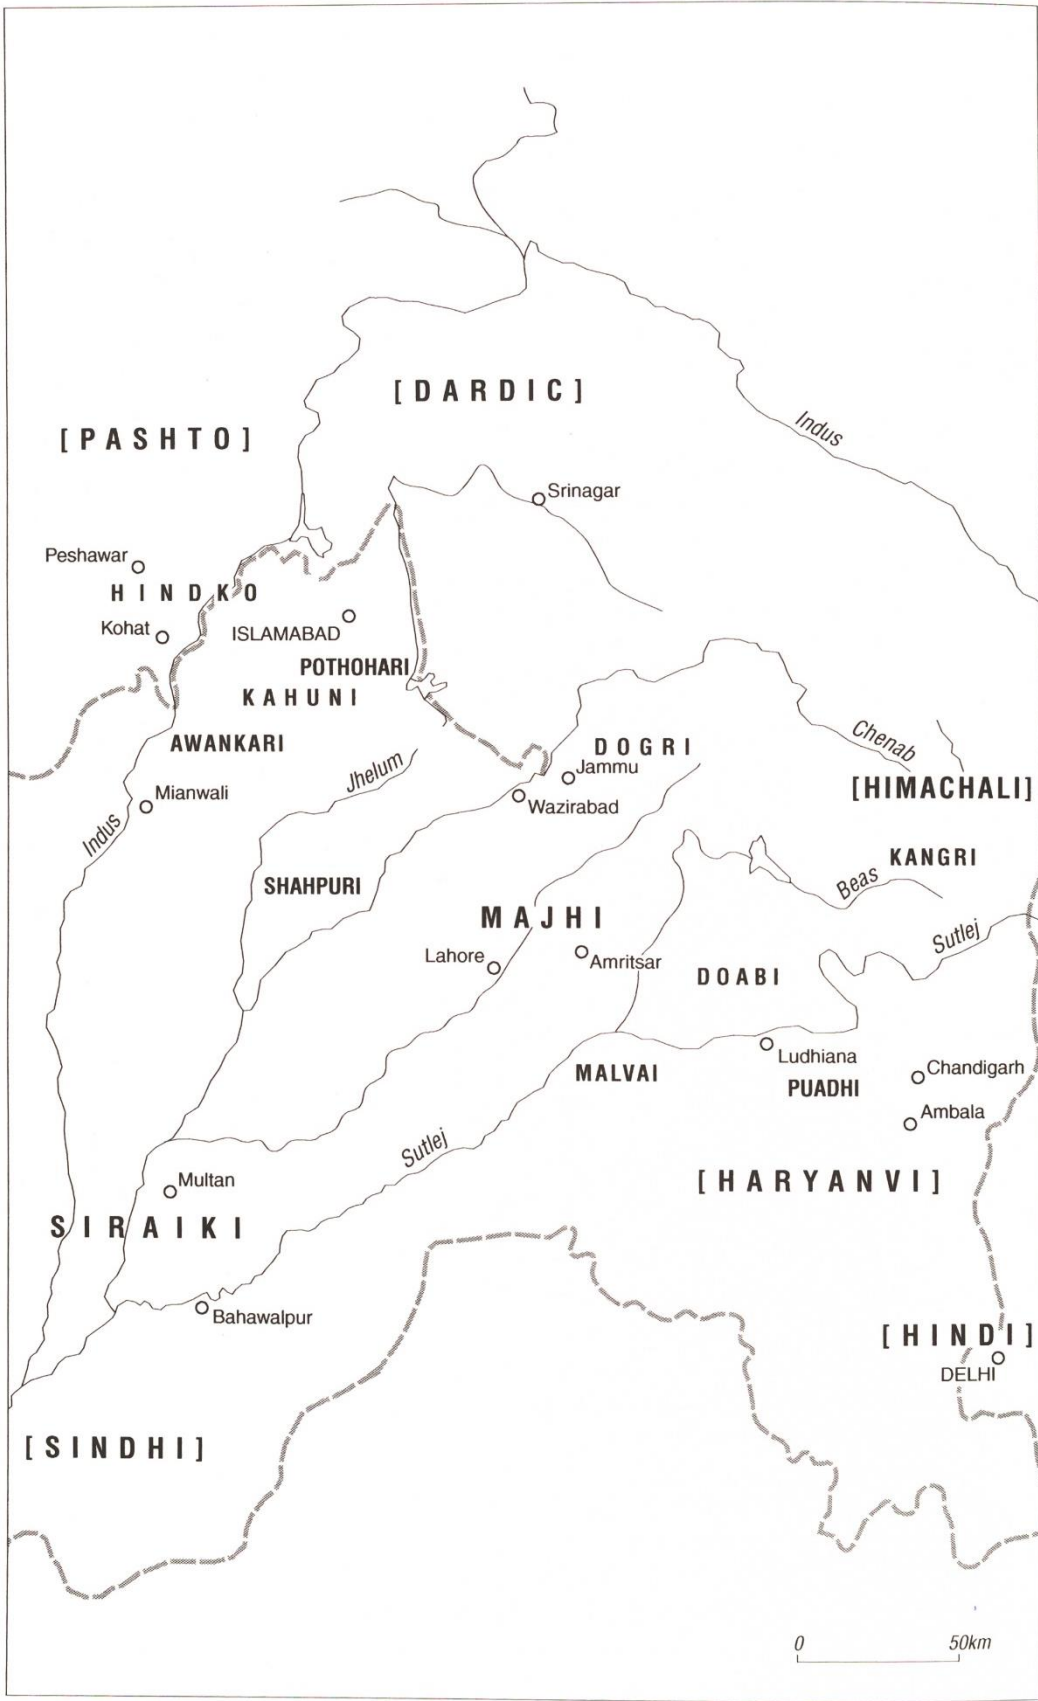 [DARDIC]
[PASHTO]
Indus
Srinagar
Peshawar
HINDKO
Kohat
ISLAMABAD
POTHOHARI
KAHUNI
AWANKARI
DOGRI
Chenab
Jhelum
Jammu
[HIMACHALI]
Mianwali
Wazirabad
Indus
KANGRI
Beas
SHAHPURI
MAJHI
Sutlej
Lahore
Amritsar
DOABI
Ludhiana
Chandigarh
MALVAI
PUADHI
Ambala
Sutlej
Multan
[HARYANVI]
SIRAIKI
Bahawalpur
[HINDI]
DELHI
[SINDHI]
0 50km